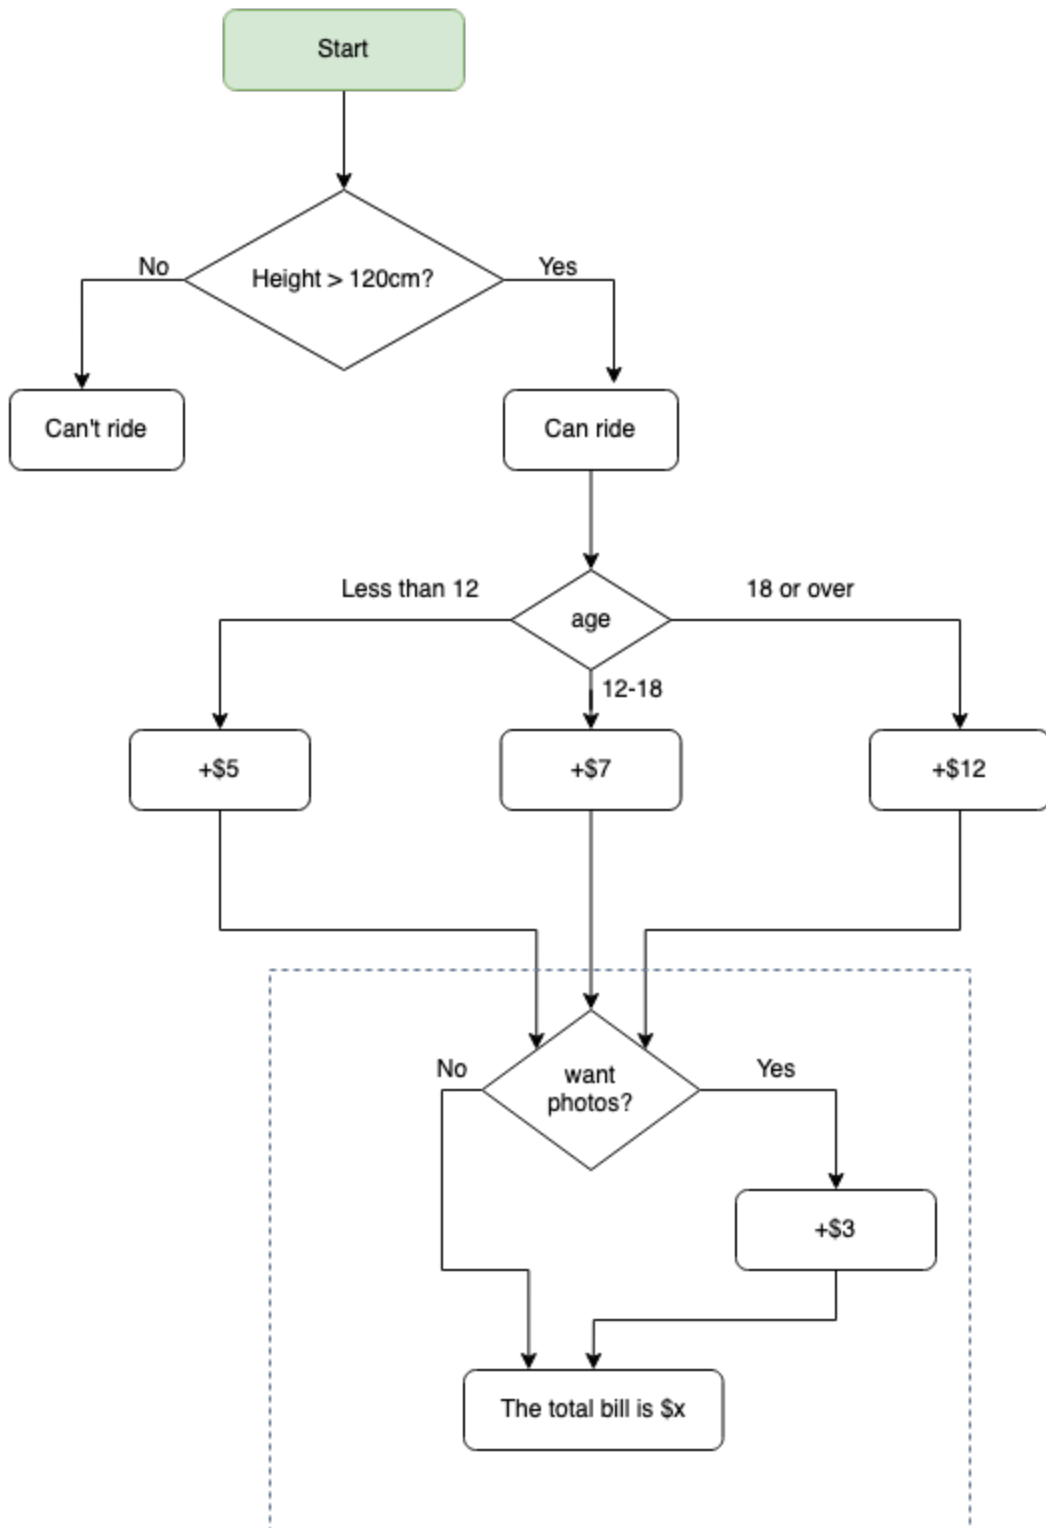 Start
Height > 120cm?
No
Yes
Can't ride
Can ride
Less than 12
age
18 or over
12-18
+$5
+$7
+$12
want
photos?
No
Yes
+$3
The total bill is $x